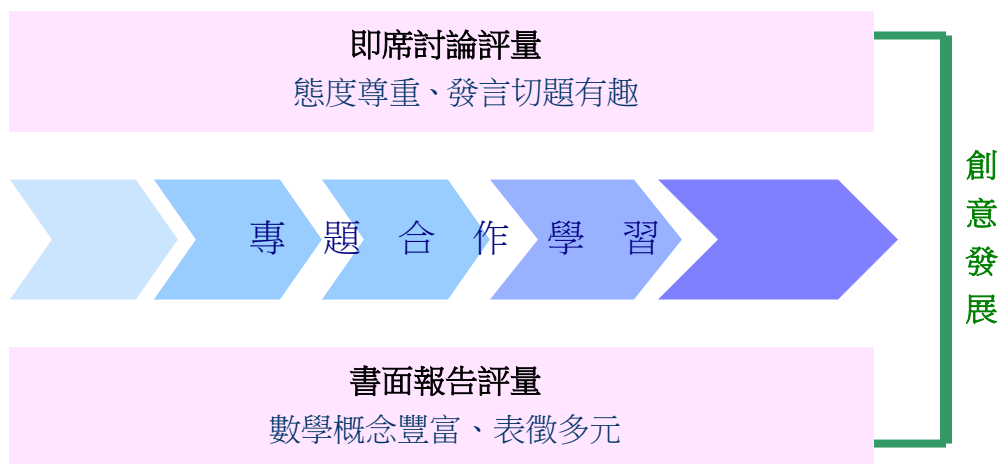 即席討論評量
態度尊重、發言切題有趣
專題合作學習
創意發展
書面報告評量
數學概念豐富、表徵多元